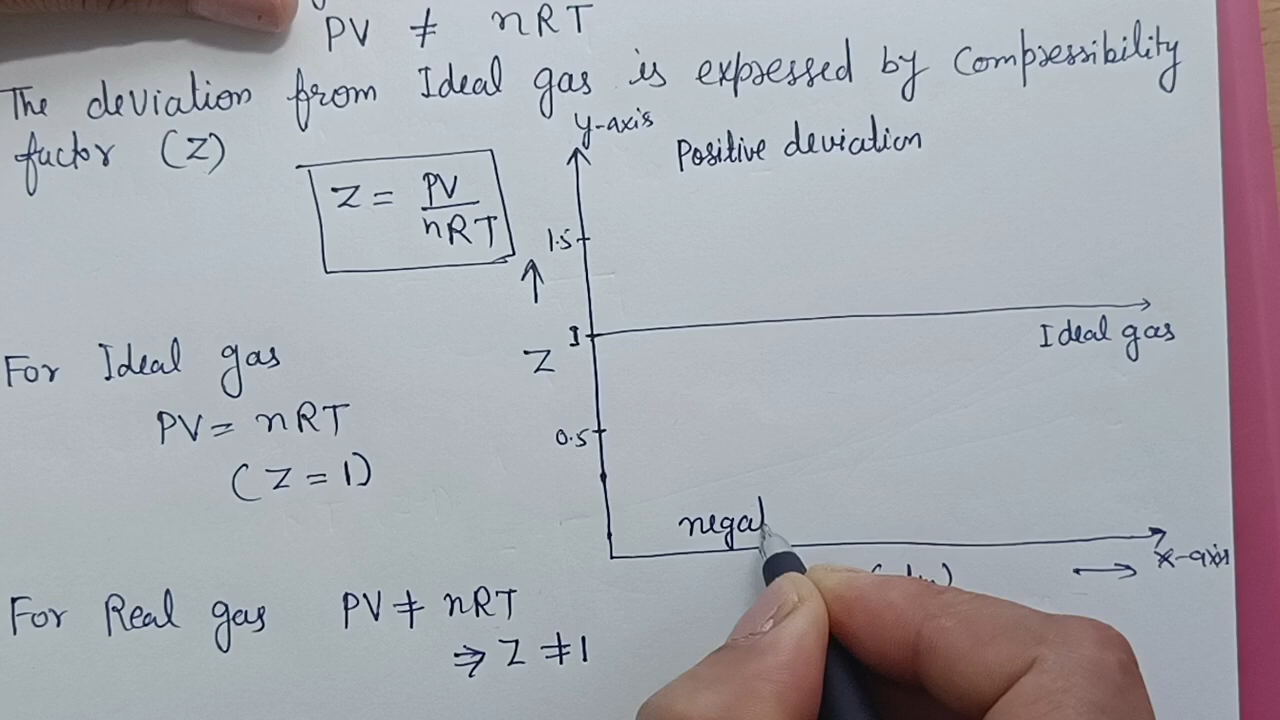 PV ≠ nRT
The deviation from Ideal gas is expressed by Compressibility
factor (Z)
Z = PV/nRT
y-axis
Positive deviation
1.5
1
Z
Ideal gas
0.5
For Ideal gas
PV = nRT
(Z = 1)
negat
x-axis
For Real gas PV ≠ nRT
⇒ Z ≠ 1